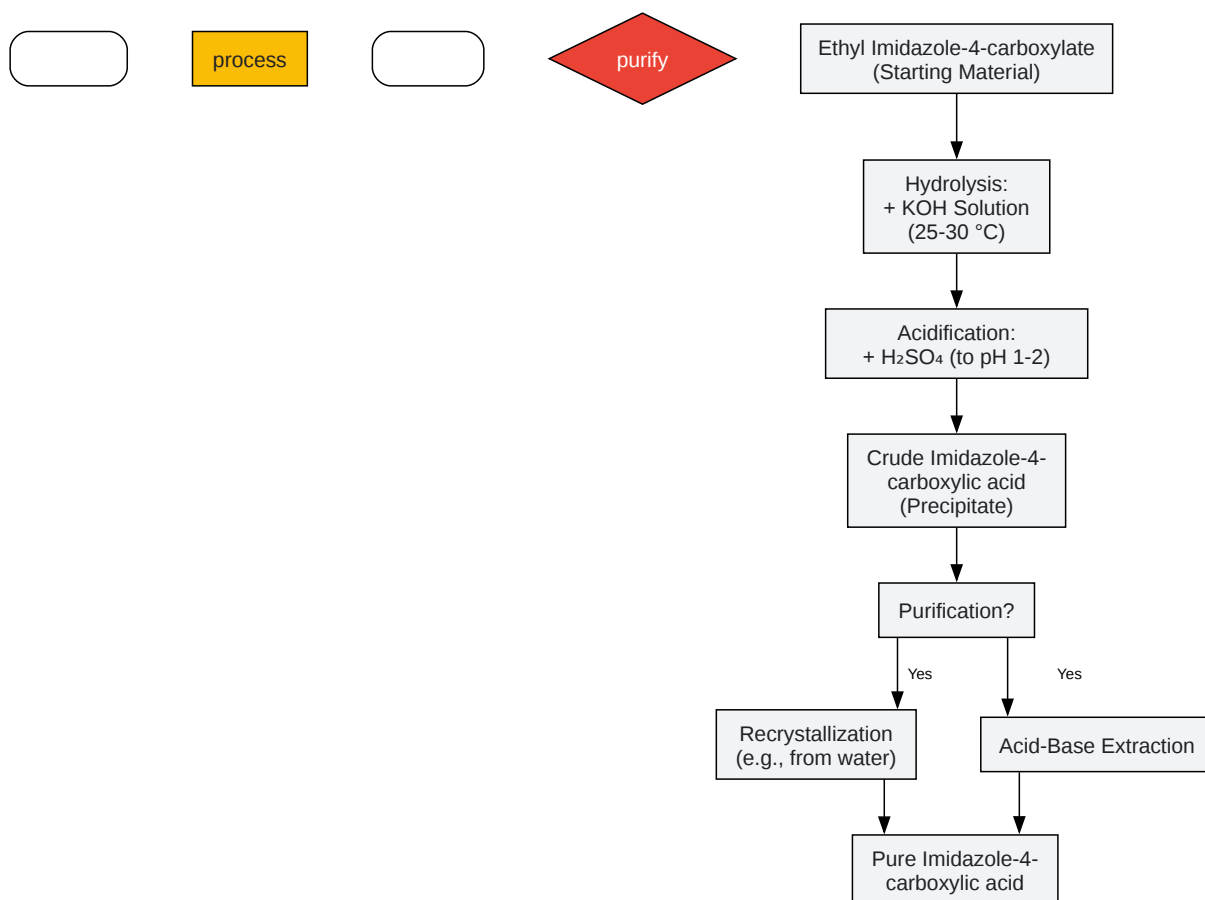 process
purify
Ethyl Imidazole-4-carboxylate
(Starting Material)
Hydrolysis:
+ KOH Solution
(25-30 °C)
Acidification:
+ H₂SO₄ (to pH 1-2)
Crude Imidazole-4-
carboxylic acid
(Precipitate)
Purification?
Yes
Yes
Recrystallization
(e.g., from water)
Acid-Base Extraction
Pure Imidazole-4-
carboxylic acid